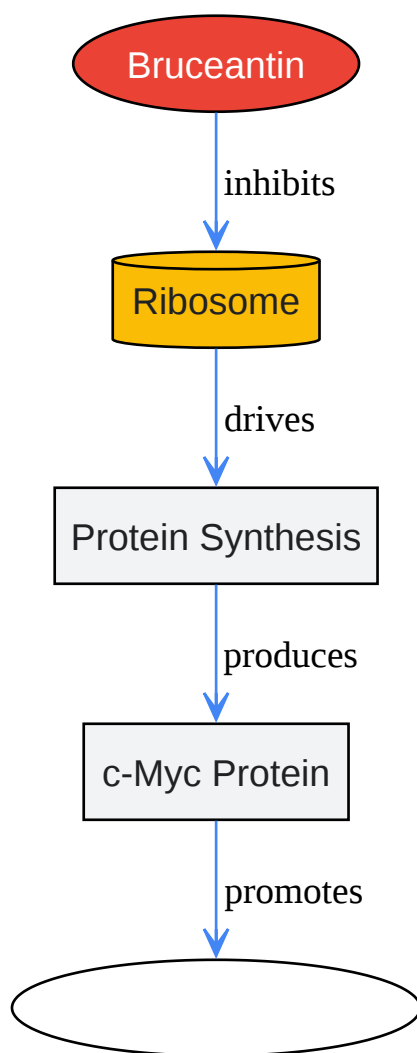 Bruceantin
inhibits
Ribosome
drives
Protein Synthesis
produces
c-Myc Protein
promotes